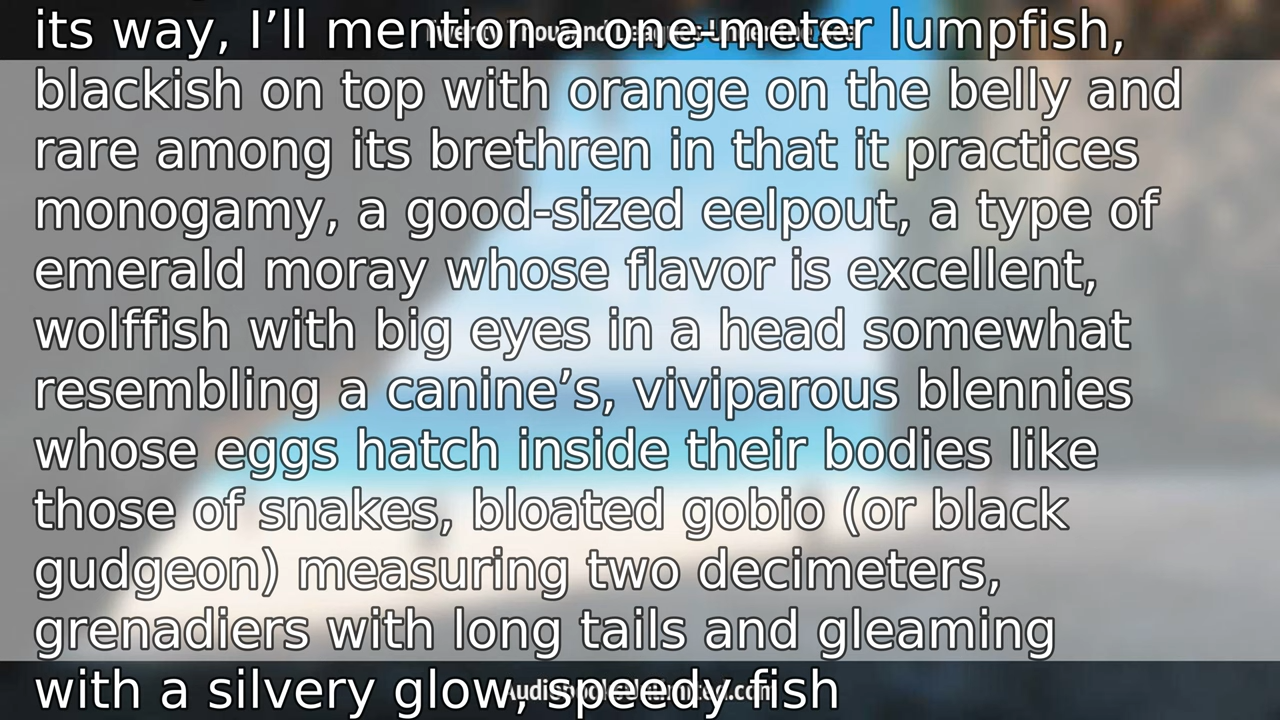 its way, I’ll mention a one-meter lumpfish,
blackish on top with orange on the belly and
rare among its brethren in that it practices
monogamy, a good-sized eelpout, a type of
emerald moray whose flavor is excellent,
wolffish with big eyes in a head somewhat
resembling a canine’s, viviparous blennies
whose eggs hatch inside their bodies like
those of snakes, bloated gobio (or black
gudgeon) measuring two decimeters,
grenadiers with long tails and gleaming
with a silvery glow, speedy fish